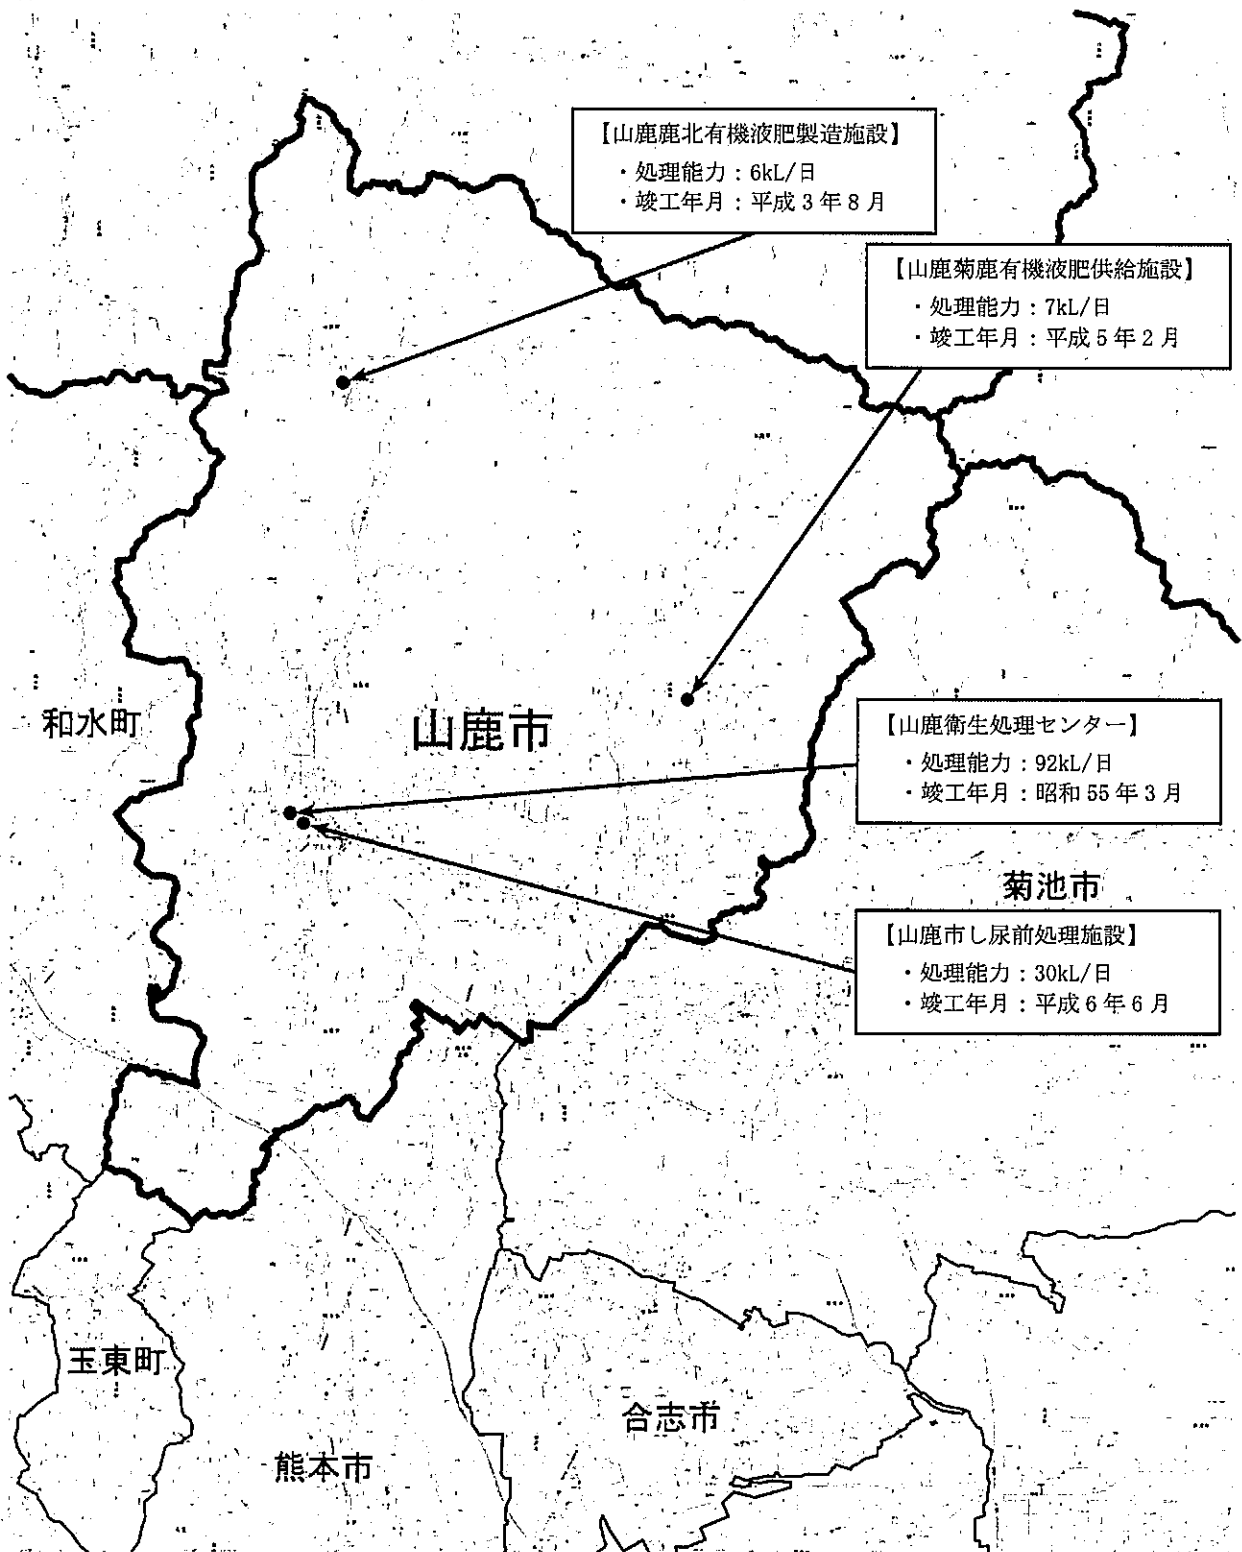 【山鹿鹿北有機液肥製造施設】
・処理能力：6kL/日
・竣工年月：平成3年8月
【山鹿菊鹿有機液肥供給施設】
・処理能力：7kL/日
・竣工年月：平成5年2月
和水町
山鹿市
【山鹿衛生処理センター】
・処理能力：92kL/日
・竣工年月：昭和55年3月
菊池市
【山鹿市し尿前処理施設】
・処理能力：30kL/日
・竣工年月：平成6年6月
玉東町
合志市
熊本市